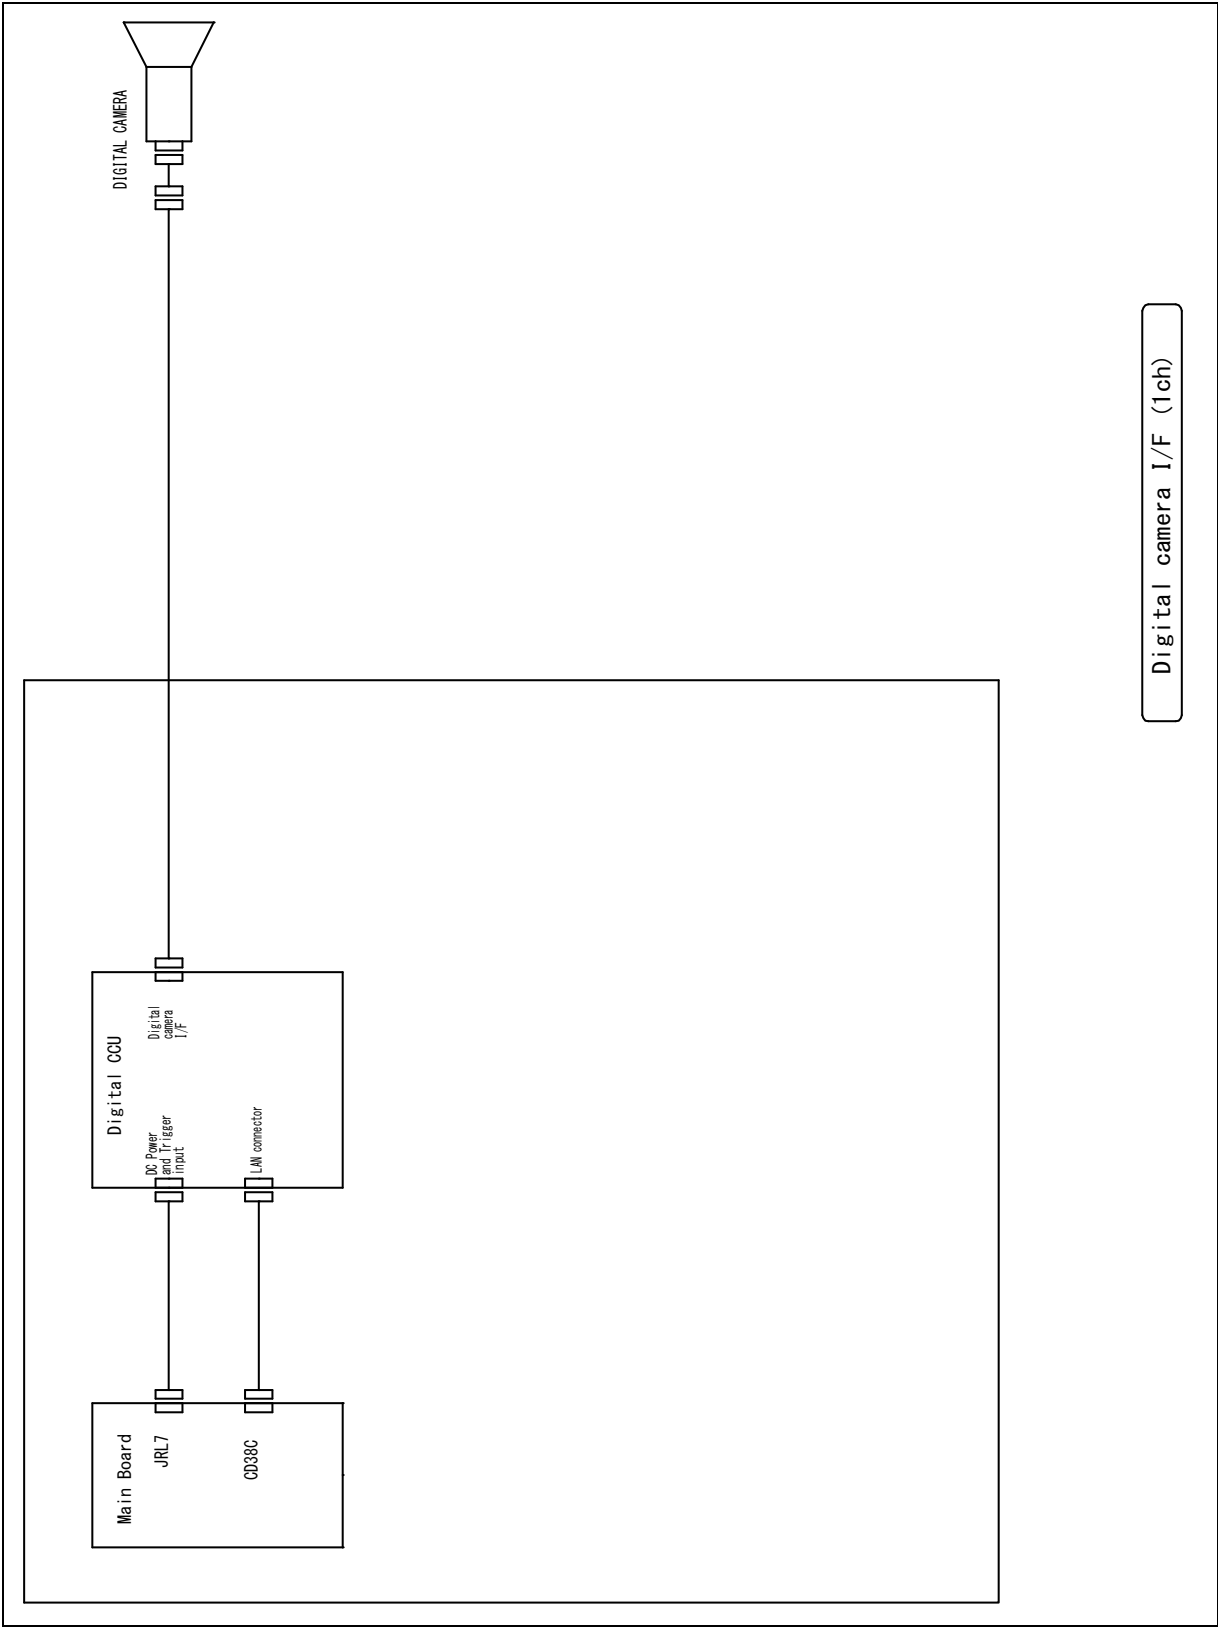 Main Board
JRL7
CD38C
Digital CCU
DC Power
and Trigger
input
LAN connector
Digital
camera
I/F
DIGITAL CAMERA
Digital camera I/F (1ch)